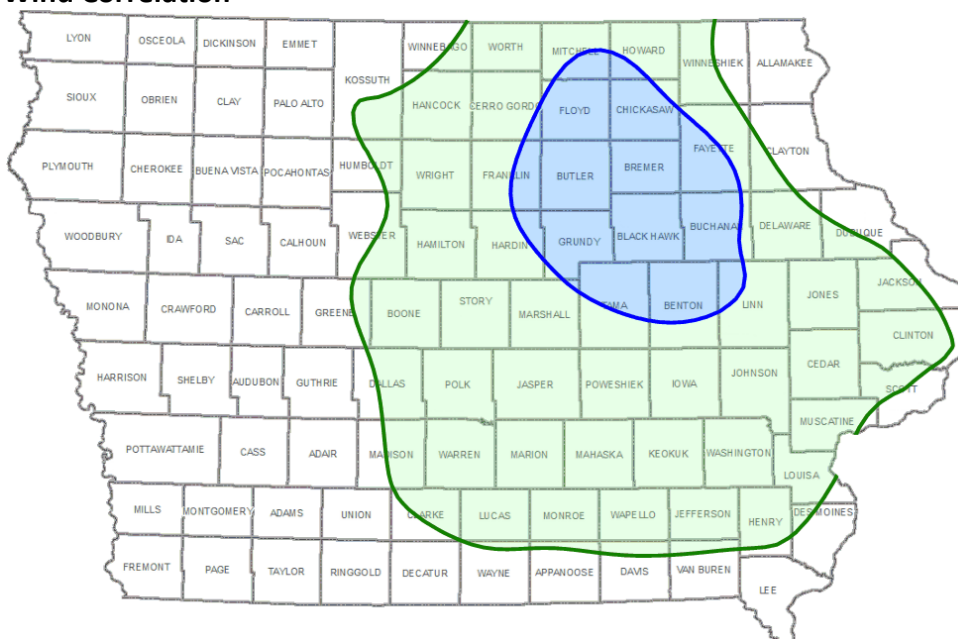 Wind Correlation
LYON
OSCEOLA
DICKINSON
EMMET
WINNEBAGO
WORTH
MITCHELL
HOWARD
WINNESHIEK
ALLAMAKEE
KOSSUTH
SIOUX
OBRIEN
CLAY
PALO ALTO
HANCOCK
CERRO GORDO
FLOYD
CHICKASAW
PLYMOUTH
CHEROKEE
BUENA VISTA
POCAHONTAS
HUMBOLDT
WRIGHT
FRANKLIN
BUTLER
BREMER
FAYETTE
CLAYTON
WOODBURY
IDA
SAC
CALHOUN
WEBSTER
HAMILTON
HARDIN
GRUNDY
BLACK HAWK
BUCHANAN
DELAWARE
DUBUQUE
MONONA
CRAWFORD
CARROLL
GREENE
BOONE
STORY
MARSHALL
TAMA
BENTON
LINN
JONES
JACKSON
CLINTON
HARRISON
SHELBY
AUDUBON
GUTHRIE
DALLAS
POLK
JASPER
POWESHIEK
IOWA
JOHNSON
CEDAR
SCOTT
MUSCATINE
POTTAWATTAMIE
CASS
ADAIR
MADISON
WARREN
MARION
MAHASKA
KEOKUK
WASHINGTON
LOUISA
MILLS
MONTGOMERY
ADAMS
UNION
CLARKE
LUCAS
MONROE
WAPELLO
JEFFERSON
HENRY
DES MOINES
FREMONT
PAGE
TAYLOR
RINGGOLD
DECATUR
WAYNE
APPANOOSE
DAVIS
VAN BUREN
LEE